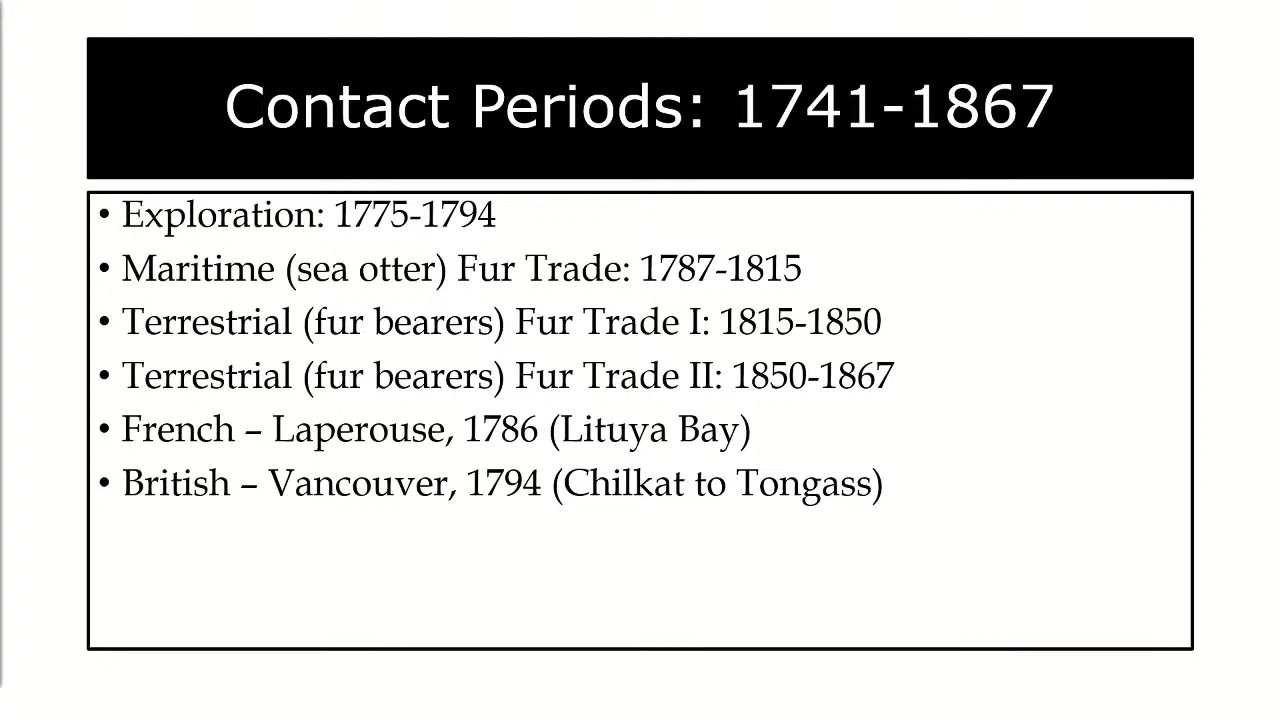 Contact Periods: 1741-1867
• Exploration: 1775-1794
• Maritime (sea otter) Fur Trade: 1787-1815
• Terrestrial (fur bearers) Fur Trade I: 1815-1850
• Terrestrial (fur bearers) Fur Trade II: 1850-1867
• French – Laperouse, 1786 (Lituya Bay)
• British – Vancouver, 1794 (Chilkat to Tongass)